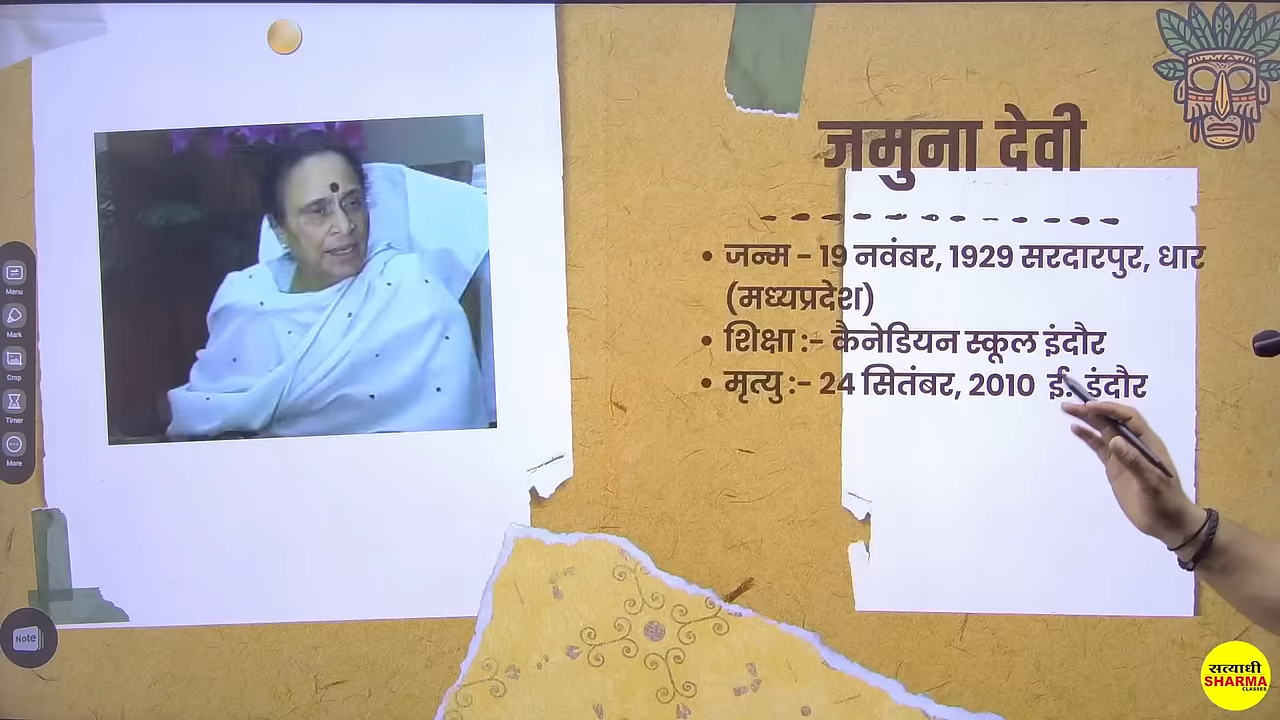 जमुना देवी
• जन्म - 19 नवंबर, 1929 सरदारपुर, धार
(मध्यप्रदेश)
• शिक्षा :- कैनेडियन स्कूल इंदौर
• मृत्यु :- 24 सितंबर, 2010 ई. इंदौर
Menu
Mark
Crop
Timer
More
Note
सत्याधी
SHARMA
CLASSES